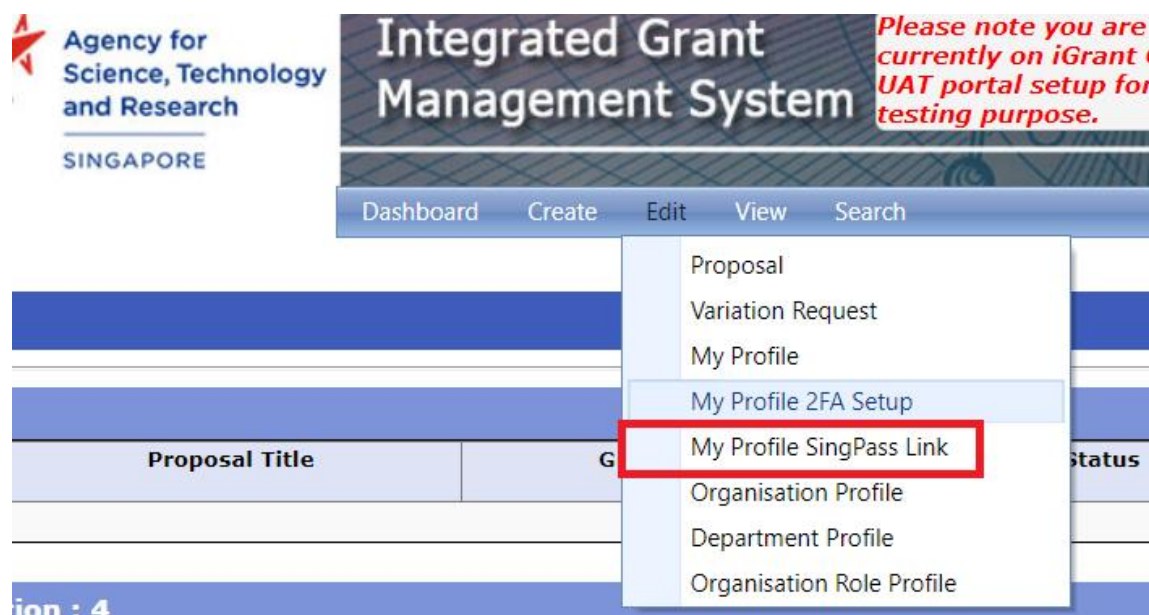 Agency for
Science, Technology
and Research
SINGAPORE
Integrated Grant
Management System
Please note you are
currently on iGrant
UAT portal setup for
testing purpose.
Dashboard Create Edit View Search
Proposal
Variation Request
My Profile
My Profile 2FA Setup
My Profile SingPass Link
Organisation Profile
Department Profile
Organisation Role Profile
Proposal Title G Status
ion : 4